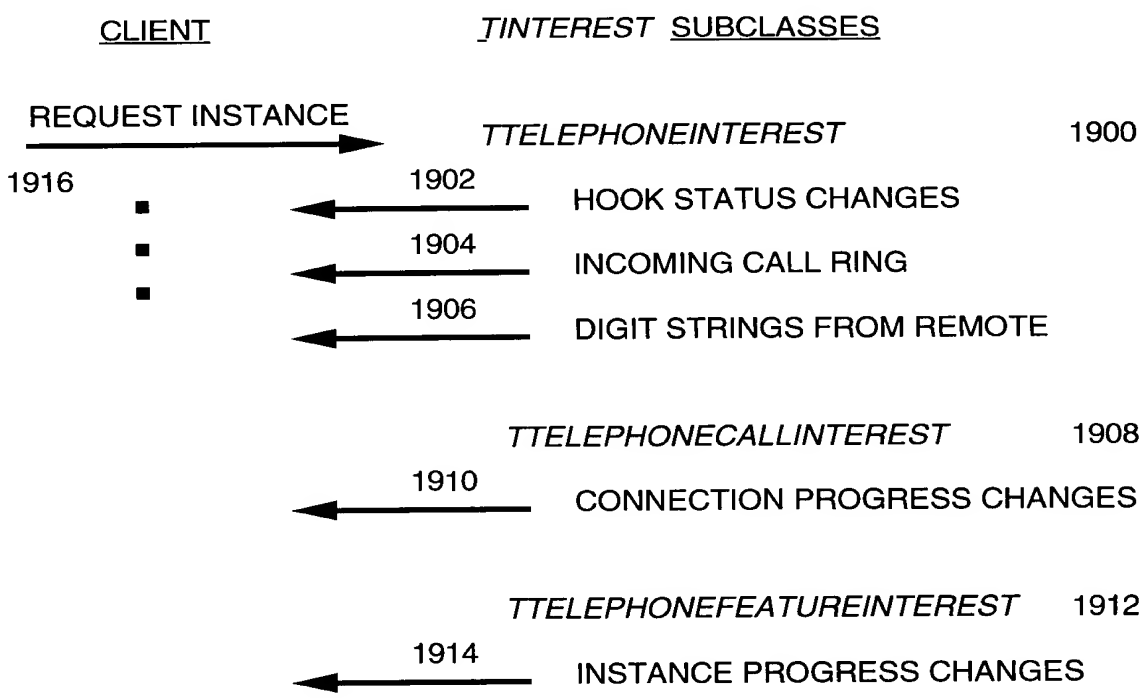 CLIENT TINTEREST SUBCLASSES
REQUEST INSTANCE
TTELEPHONEINTEREST 1900
1916
1902 HOOK STATUS CHANGES
1904 INCOMING CALL RING
1906 DIGIT STRINGS FROM REMOTE
TTELEPHONECALLINTEREST 1908
1910 CONNECTION PROGRESS CHANGES
TTELEPHONEFEATUREINTEREST 1912
1914 INSTANCE PROGRESS CHANGES